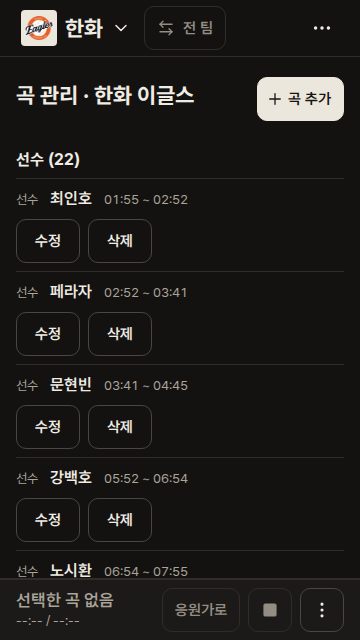 Eagles
한화
전 팀
곡 관리 · 한화 이글스
곡 추가
선수 (22)
선수 최인호 01:55 ~ 02:52
수정 삭제
선수 페라자 02:52 ~ 03:41
수정 삭제
선수 문현빈 03:41 ~ 04:45
수정 삭제
선수 강백호 05:52 ~ 06:54
수정 삭제
선수 노시환 06:54 ~ 07:55
선택한 곡 없음
--:-- / --:--
응원가로